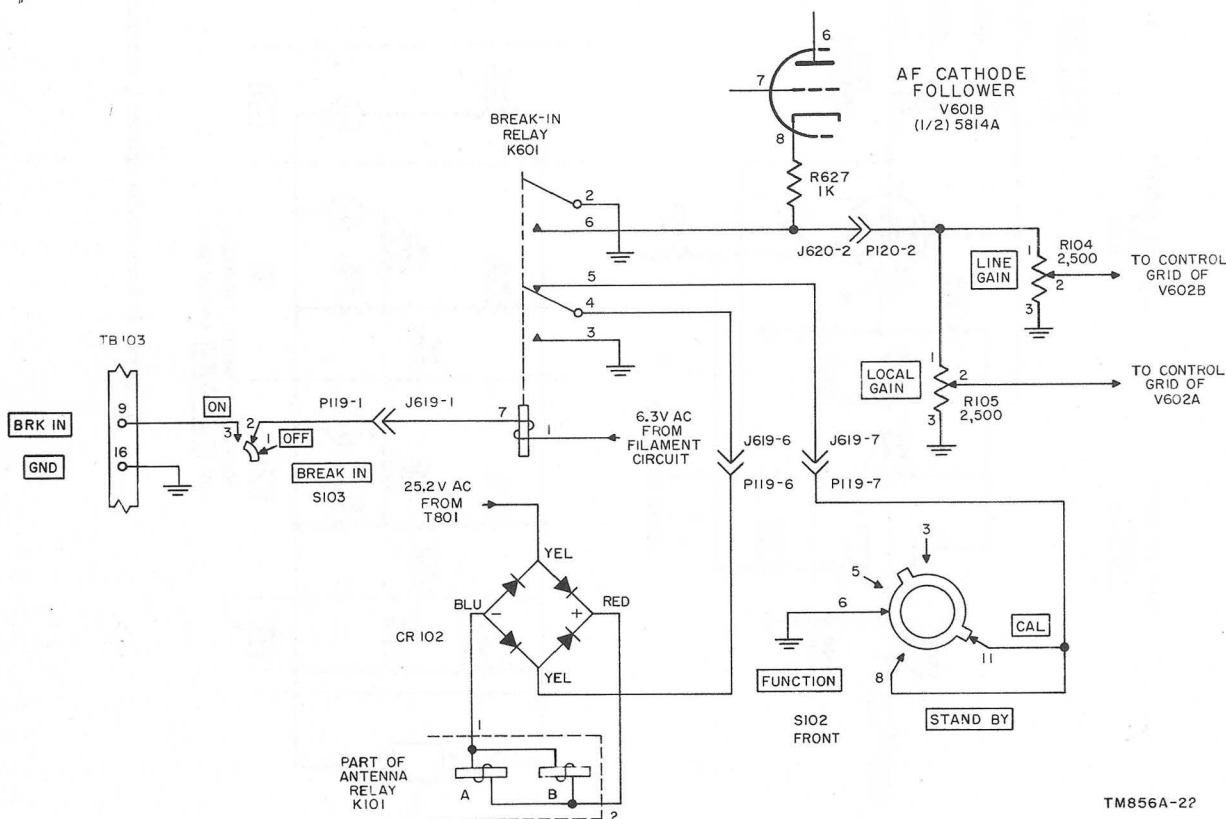 6
7
8
AF CATHODE
FOLLOWER
V601B
(1/2) 5814A
BREAK-IN
RELAY
K601
R627
1K
2
6
J620-2
P120-2
LINE
GAIN
1
R104
2,500
2
3
TO CONTROL
GRID OF
V602B
5
4
3
TB 103
LOCAL
GAIN
1
2
R105
2,500
3
TO CONTROL
GRID OF
V602A
BRK IN
9
ON
3
2
1
OFF
P119-1
J619-1
7
1
6.3V AC
FROM
FILAMENT
CIRCUIT
GND
16
BREAK IN
S103
J619-6
J619-7
P119-6
P119-7
25.2V AC
FROM
T801
YEL
BLU
-
+
RED
CR 102
YEL
3
5
6
CAL
11
8
FUNCTION
S102
FRONT
STAND BY
1
PART OF
ANTENNA
RELAY
K101
A
B
2
TM856A-22